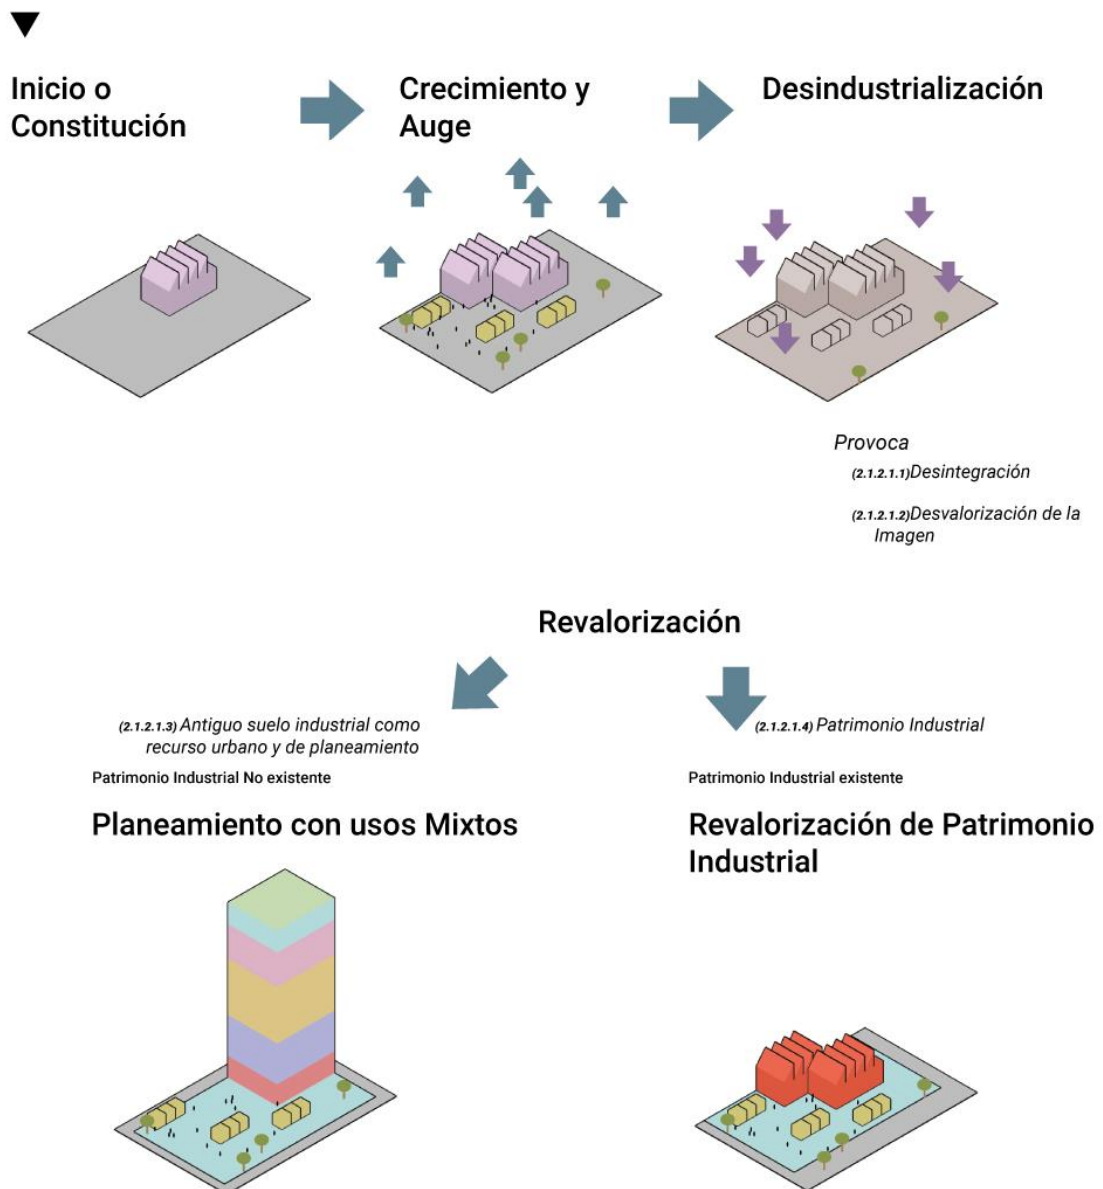 Inicio o
Constitución
Crecimiento y
Auge
Desindustrialización
Provoca
(2.1.2.1.1)Desintegración
(2.1.2.1.2)Desvalorización de la
Imagen
Revalorización
(2.1.2.1.3) Antiguo suelo industrial como
recurso urbano y de planeamiento
Patrimonio Industrial No existente
Planeamiento con usos Mixtos
(2.1.2.1.4) Patrimonio Industrial
Patrimonio Industrial existente
Revalorización de Patrimonio
Industrial